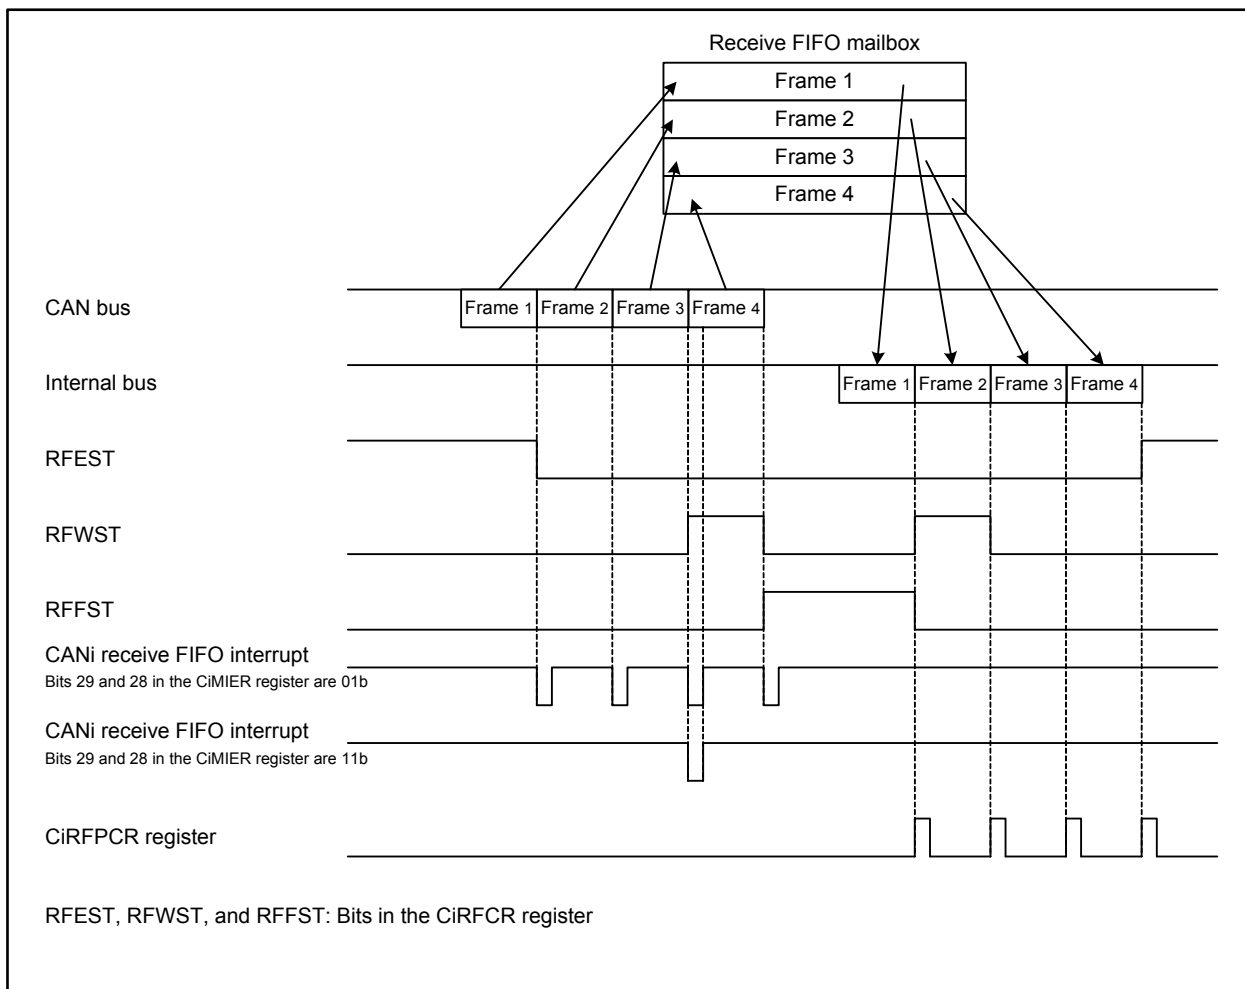 Receive FIFO mailbox
Frame 1
Frame 2
Frame 3
Frame 4
CAN bus
Frame 1 Frame 2 Frame 3 Frame 4
Internal bus
Frame 1 Frame 2 Frame 3 Frame 4
RFEST
RFWST
RFFST
CANi receive FIFO interrupt
Bits 29 and 28 in the CiMIER register are 01b
CANi receive FIFO interrupt
Bits 29 and 28 in the CiMIER register are 11b
CiRFPCR register
RFEST, RFWST, and RFFST: Bits in the CiRFCR register